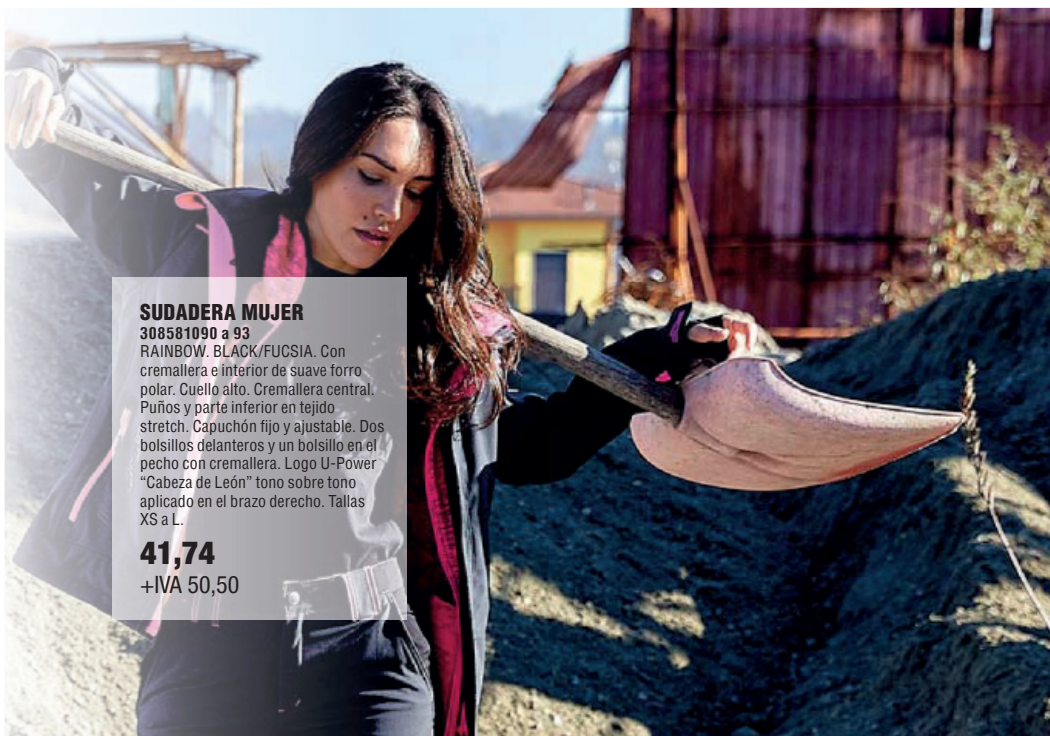 SUDADERA MUJER
308581090 a 93
RAINBOW. BLACK/FUCSIA. Con
cremallera e interior de suave forro
polar. Cuello alto. Cremallera central.
Puños y parte inferior en tejido
stretch. Capuchón fijo y ajustable. Dos
bolsillos delanteros y un bolsillo en el
pecho con cremallera. Logo U-Power
“Cabeza de León” tono sobre tono
aplicado en el brazo derecho. Tallas
XS a L.
41,74
+IVA 50,50